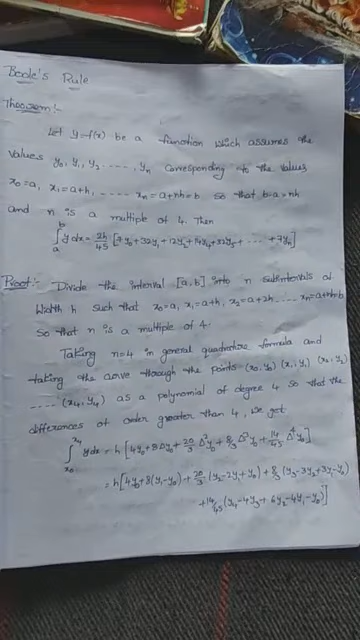 Boole's Rule
Theorem:-
Let y=f(x) be a function which assumes the
values y₀, y₁, y₂ ....., yₙ corresponding to the values
x₀=a, x₁=a+h, ...... xₙ=a+nh=b so that b-a=nh
and n is a multiple of 4. Then
∫ₐᵇ y dx = 2h/45 [7y₀+32y₁+12y₂+ +32y₅+ ... +7yₙ]
Proof:- Divide the interval [a,b] into n subintervals of
width h such that x₀=a, x₁=a+h, x₂=a+2h .... xₙ=a+nh=b
so that n is a multiple of 4.
Taking n=4 in general quadrature formula and
taking the curve through the points (x₀,y₀) (x₁,y₁) (x₂,y₂)
..... (x₄,y₄) as a polynomial of degree 4 so that the
differences of order greater than 4, we get
∫ₓ₀ˣ⁴ y dx = h[4y₀+8Δy₀+20/3 Δ²y₀+8/3 Δ³y₀+14/45 Δ⁴y₀]
= h[4y₀+8(y₁-y₀)+20/3(y₂-2y₁+y₀)+8/3(y₃-3y₂+3y₁-y₀)
+14/45(y₄-4y₃+6y₂-4y₁-y₀)]